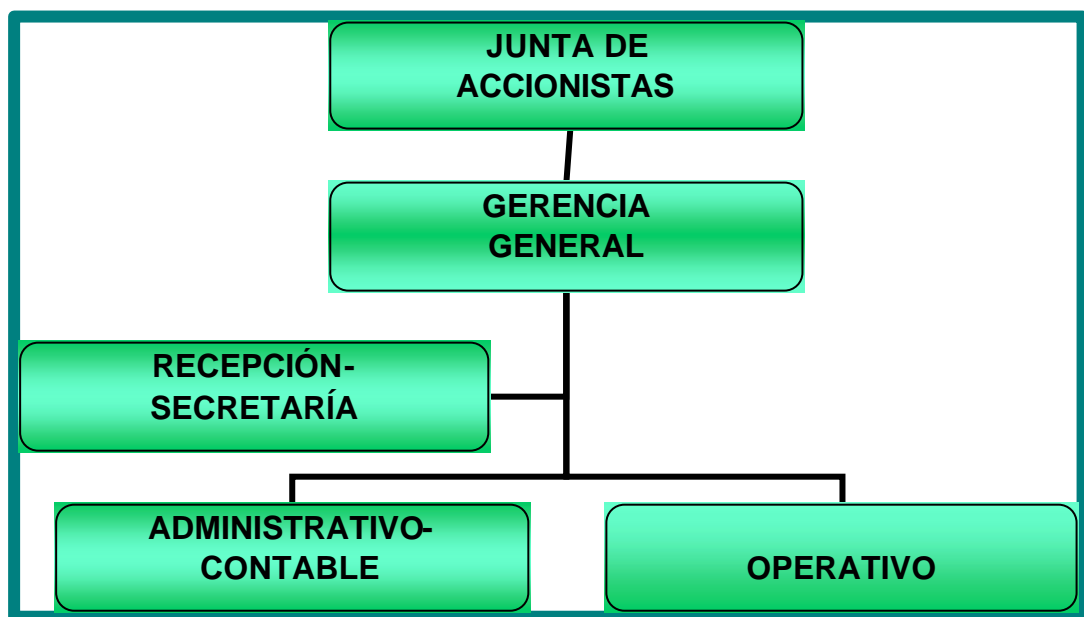 JUNTA DE
ACCIONISTAS
GERENCIA
GENERAL
RECEPCIÓN-
SECRETARÍA
ADMINISTRATIVO-
CONTABLE
OPERATIVO